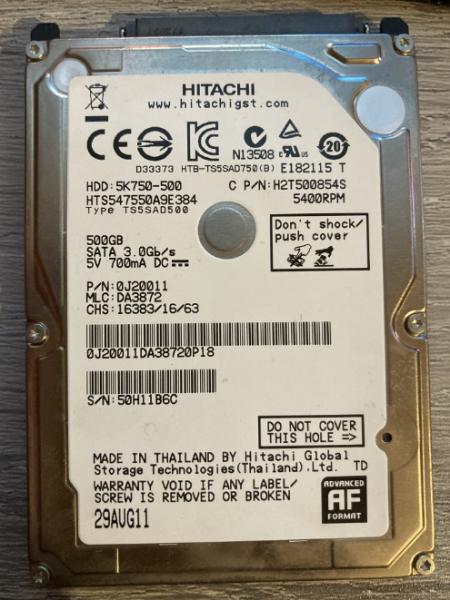 HITACHI
www.hitachigst.com
CE
N13508
20
D33373 HTB-TS5SAD750(B) E182115 T
HDD:5K750-500 C P/N:H2T500854S
HTS547550A9E384 5400RPM
Type TS5SAD500
Don't shock/
push cover
500GB
SATA 3.0Gb/s
5V 700mA DC
P/N:0J20011
MLC:DA3872
CHS:16383/16/63
0J20011DA38720P18
S/N:50H11B6C
DO NOT COVER
THIS HOLE =>
MADE IN THAILAND BY Hitachi Global
Storage Technologies(Thailand).Ltd. TD
WARRANTY VOID IF ANY LABEL/
SCREW IS REMOVED OR BROKEN
29AUG11
ADVANCED
AF
FORMAT